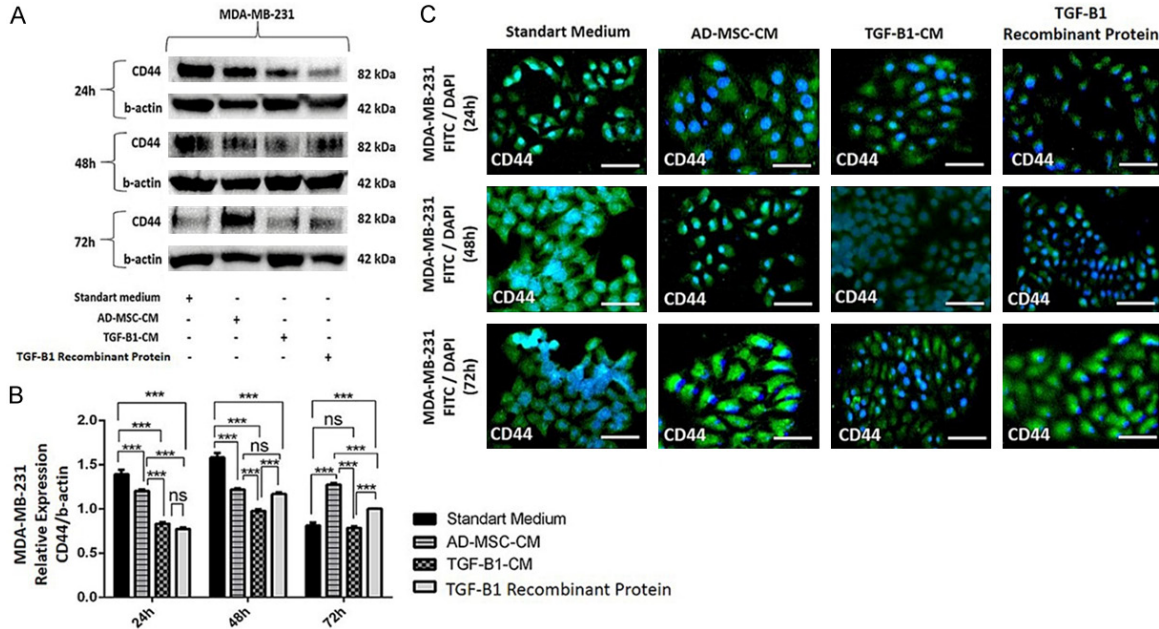 A
MDA-MB-231
24h
CD44
82 kDa
b-actin
42 kDa
48h
CD44
82 kDa
b-actin
42 kDa
72h
CD44
82 kDa
b-actin
42 kDa
Standart medium + - - -
AD-MSC-CM - + - -
TGF-B1-CM - - + -
TGF-B1 Recombinant Protein - - - +
B
MDA-MB-231
Relative Expression
CD44/b-actin
2.0
1.5
1.0
0.5
0.0
***
***
***
***
***
ns
***
***
***
ns
***
***
***
ns
***
***
***
***
24h
48h
72h
Standart Medium
AD-MSC-CM
TGF-B1-CM
TGF-B1 Recombinant Protein
C
Standart Medium
AD-MSC-CM
TGF-B1-CM
TGF-B1
Recombinant Protein
MDA-MB-231
FITC / DAPI
(24h)
CD44
CD44
CD44
CD44
MDA-MB-231
FITC / DAPI
(48h)
CD44
CD44
CD44
CD44
MDA-MB-231
FITC / DAPI
(72h)
CD44
CD44
CD44
CD44